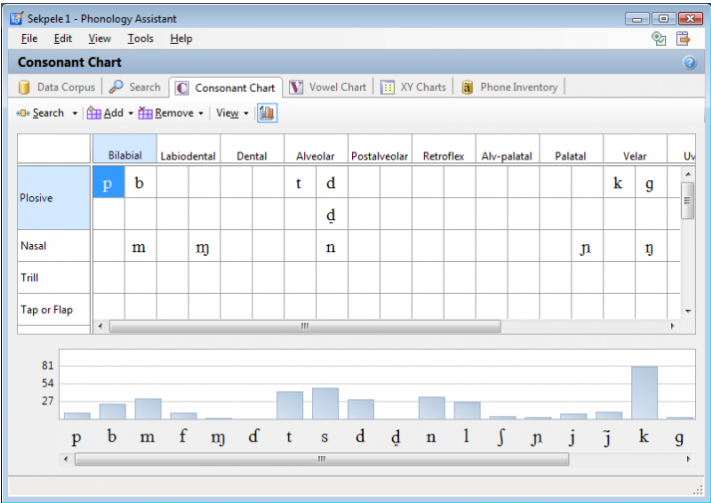 Sekpele 1 - Phonology Assistant
File Edit View Tools Help
Consonant Chart
Data Corpus Search Consonant Chart Vowel Chart XY Charts Phone Inventory
Search Add Remove View
Bilabial Labiodental Dental Alveolar Postalveolar Retroflex Alv-palatal Palatal Velar Uv
Plosive p b t d k ɡ
d̪
Nasal m ɱ n ɲ ŋ
Trill
Tap or Flap
81
54
27
p b m f ɱ ɗ t s d d̪ n l ʃ ɲ j j̃ k ɡ